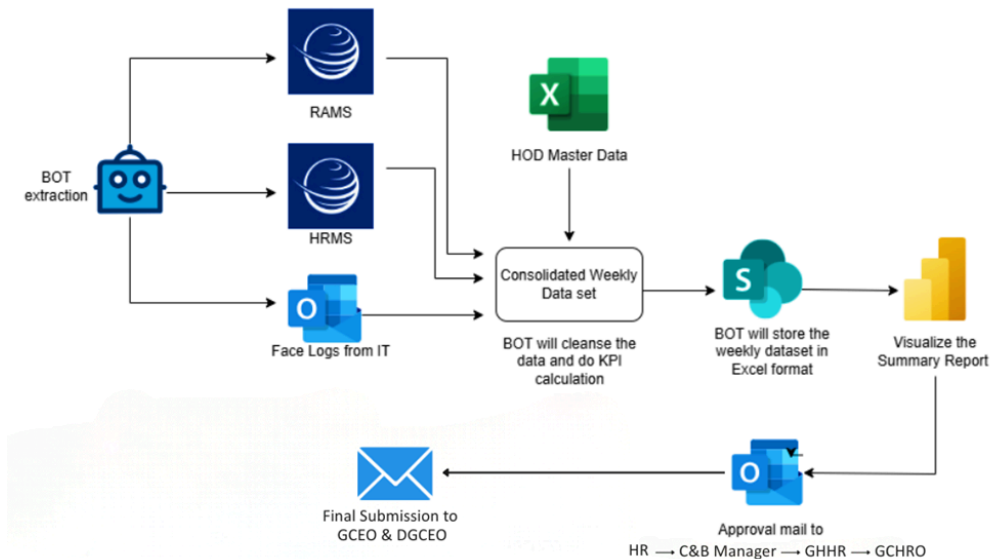 RAMS
X
HOD Master Data
BOT
extraction
HRMS
Consolidated Weekly
Data set
S
O
Face Logs from IT
BOT will cleanse the
data and do KPI
calculation
BOT will store the
weekly dataset in
Excel format
Visualize the
Summary Report
O
Final Submission to
GCEO & DGCEO
Approval mail to
HR → C&B Manager → GHHR → GCHRO